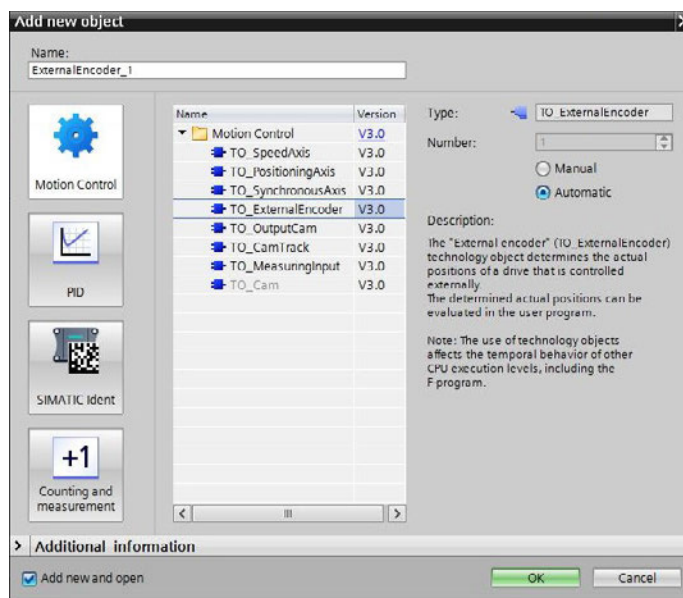 Add new object
Name:
ExternalEncoder_1
Motion Control
PID
SIMATIC Ident
+1
Counting and
measurement
Name Version
Motion Control V3.0
TO_SpeedAxis V3.0
TO_PositioningAxis V3.0
TO_SynchronousAxis V3.0
TO_ExternalEncoder V3.0
TO_OutputCam V3.0
TO_CamTrack V3.0
TO_MeasuringInput V3.0
TO_Cam V3.0
Type: TO_ExternalEncoder
Number: 1
Manual
Automatic
Description:
The "External encoder" (TO_ExternalEncoder)
technology object determines the actual
positions of a drive that is controlled
externally.
The determined actual positions can be
evaluated in the user program.
Note: The use of technology objects
affects the temporal behavior of other
CPU execution levels, including the
F-program.
Additional information
Add new and open
OK Cancel